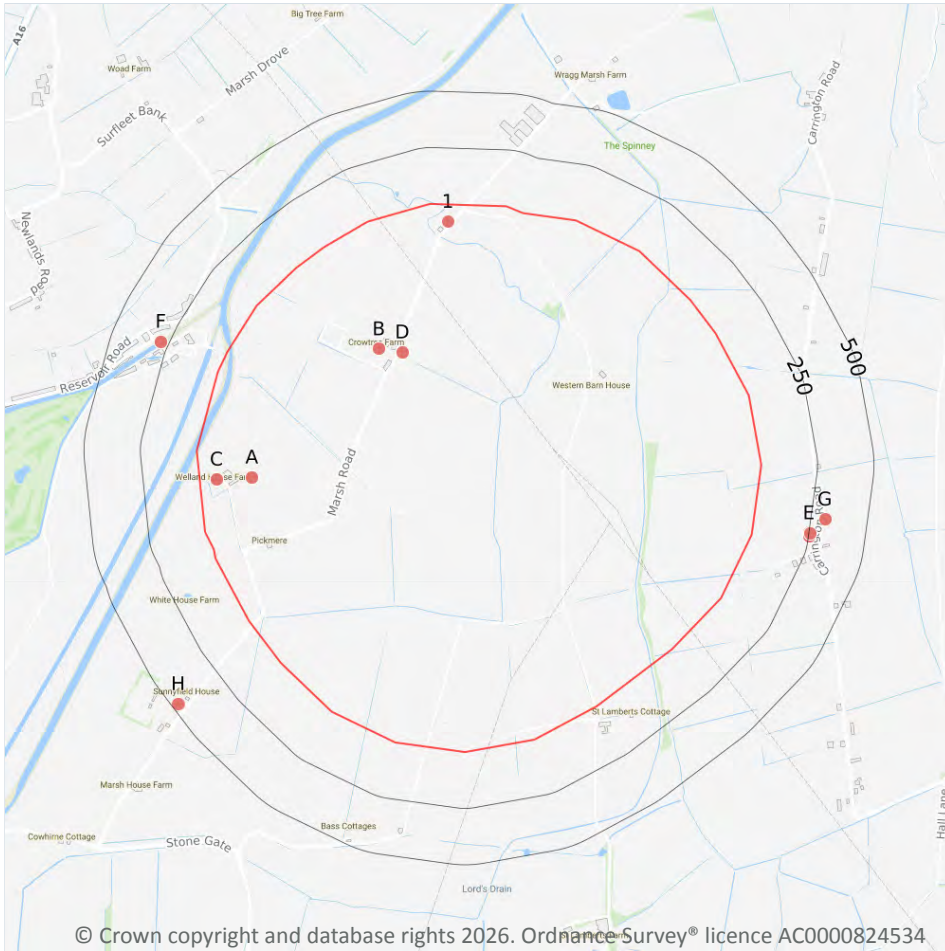 Big Tree Farm
A16
Woad Farm
Marsh Drove
Wragg Marsh Farm
Carrington Road
Surfleet Bank
The Spinney
1
Newlands Road
F
B
D
Crowtree Farm
Reservoir Road
250
500
Western Barn House
Marsh Road
C
A
Welland House Farm
E
G
Carrington Road
Pickmere
White House Farm
H
Sunnyfield House
St Lamberts Cottage
Marsh House Farm
Bass Cottages
Cowhirne Cottage
Stone Gate
Hall Lane
Lord's Drain
© Crown copyright and database rights 2026. Ordnance Survey® licence AC0000824534